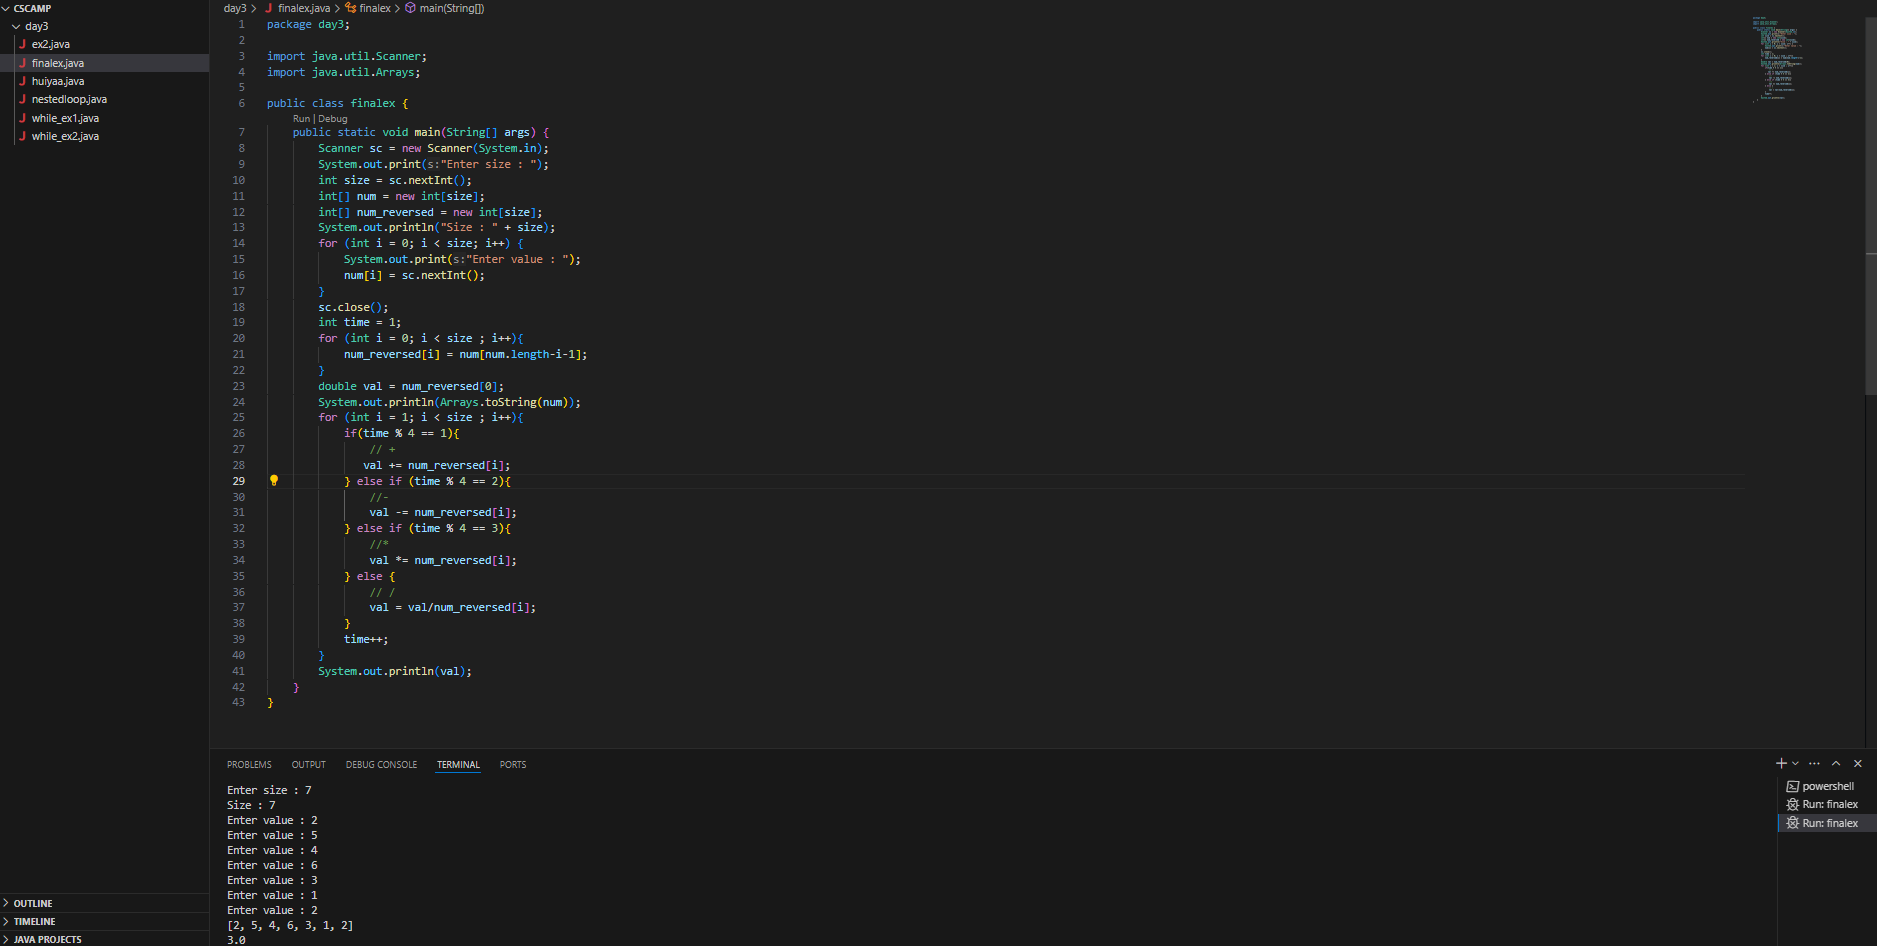 CSCAMP
day3
ex2.java
finalex.java
huiyaa.java
nestedloop.java
while_ex1.java
while_ex2.java
OUTLINE
TIMELINE
JAVA PROJECTS
day3 > J finalex.java > finalex > main(String[])
1 package day3;
2
3 import java.util.Scanner;
4 import java.util.Arrays;
5
6 public class finalex {
Run | Debug
7 public static void main(String[] args) {
8 Scanner sc = new Scanner(System.in);
9 System.out.print(s:"Enter size : ");
10 int size = sc.nextInt();
11 int[] num = new int[size];
12 int[] num_reversed = new int[size];
13 System.out.println("Size : " + size);
14 for (int i = 0; i < size; i++) {
15 System.out.print(s:"Enter value : ");
16 num[i] = sc.nextInt();
17 }
18 sc.close();
19 int time = 1;
20 for (int i = 0; i < size ; i++){
21 num_reversed[i] = num[num.length-i-1];
22 }
23 double val = num_reversed[0];
24 System.out.println(Arrays.toString(num));
25 for (int i = 1; i < size ; i++){
26 if(time % 4 == 1){
27 // +
28 val += num_reversed[i];
29 } else if (time % 4 == 2){
30 //-
31 val -= num_reversed[i];
32 } else if (time % 4 == 3){
33 //*
34 val *= num_reversed[i];
35 } else {
36 // /
37 val = val/num_reversed[i];
38 }
39 time++;
40 }
41 System.out.println(val);
42 }
43 }
PROBLEMS OUTPUT DEBUG CONSOLE TERMINAL PORTS
Enter size : 7
Size : 7
Enter value : 2
Enter value : 5
Enter value : 4
Enter value : 6
Enter value : 3
Enter value : 1
Enter value : 2
[2, 5, 4, 6, 3, 1, 2]
3.0
powershell
Run: finalex
Run: finalex